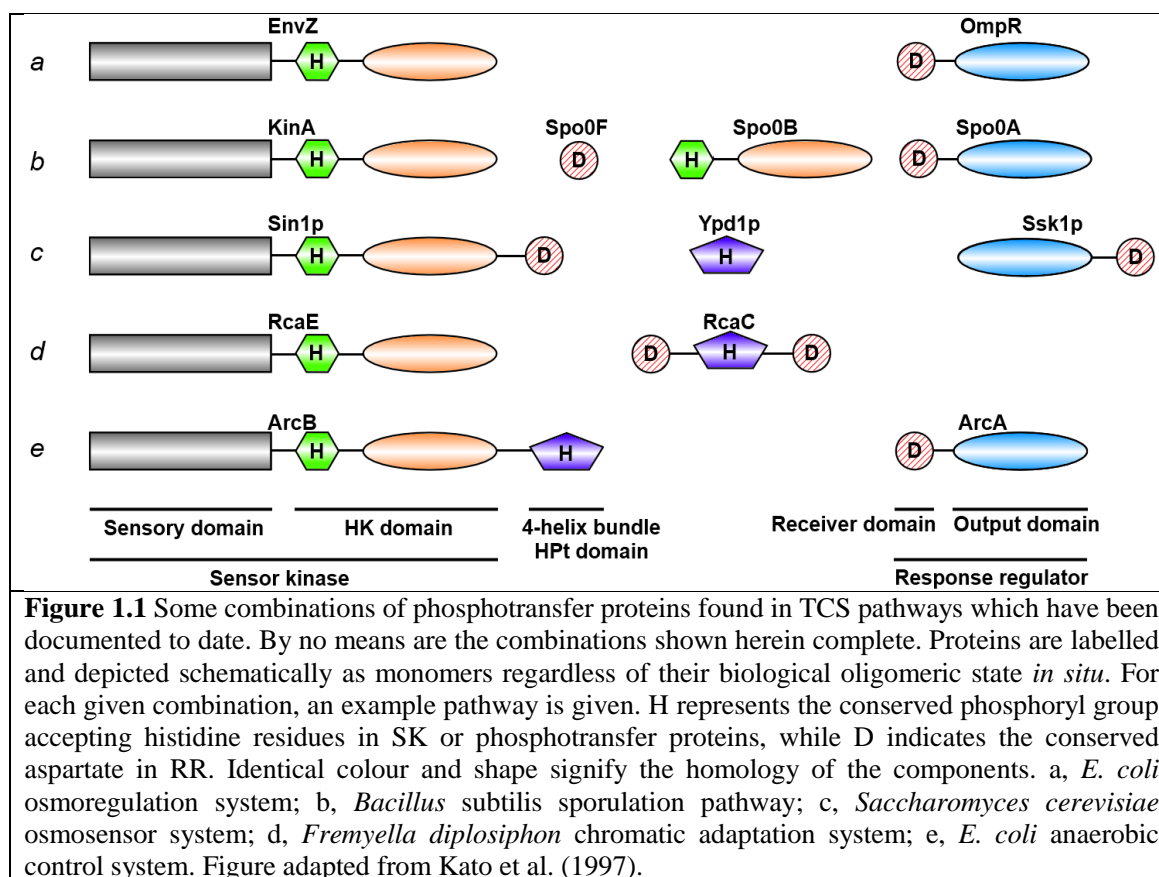 EnvZ OmpR
a H D
KinA Spo0F Spo0B Spo0A
b H D H D
Sin1p Ypd1p Ssk1p
c H D H D
RcaE RcaC
d H D H D
ArcB ArcA
e H H D
Sensory domain HK domain 4-helix bundle Receiver domain Output domain
HPt domain
Sensor kinase Response regulator
Figure 1.1 Some combinations of phosphotransfer proteins found in TCS pathways which have been
documented to date. By no means are the combinations shown herein complete. Proteins are labelled
and depicted schematically as monomers regardless of their biological oligomeric state in situ. For
each given combination, an example pathway is given. H represents the conserved phosphoryl group
accepting histidine residues in SK or phosphotransfer proteins, while D indicates the conserved
aspartate in RR. Identical colour and shape signify the homology of the components. a, E. coli
osmoregulation system; b, Bacillus subtilis sporulation pathway; c, Saccharomyces cerevisiae
osmosensor system; d, Fremyella diplosiphon chromatic adaptation system; e, E. coli anaerobic
control system. Figure adapted from Kato et al. (1997).